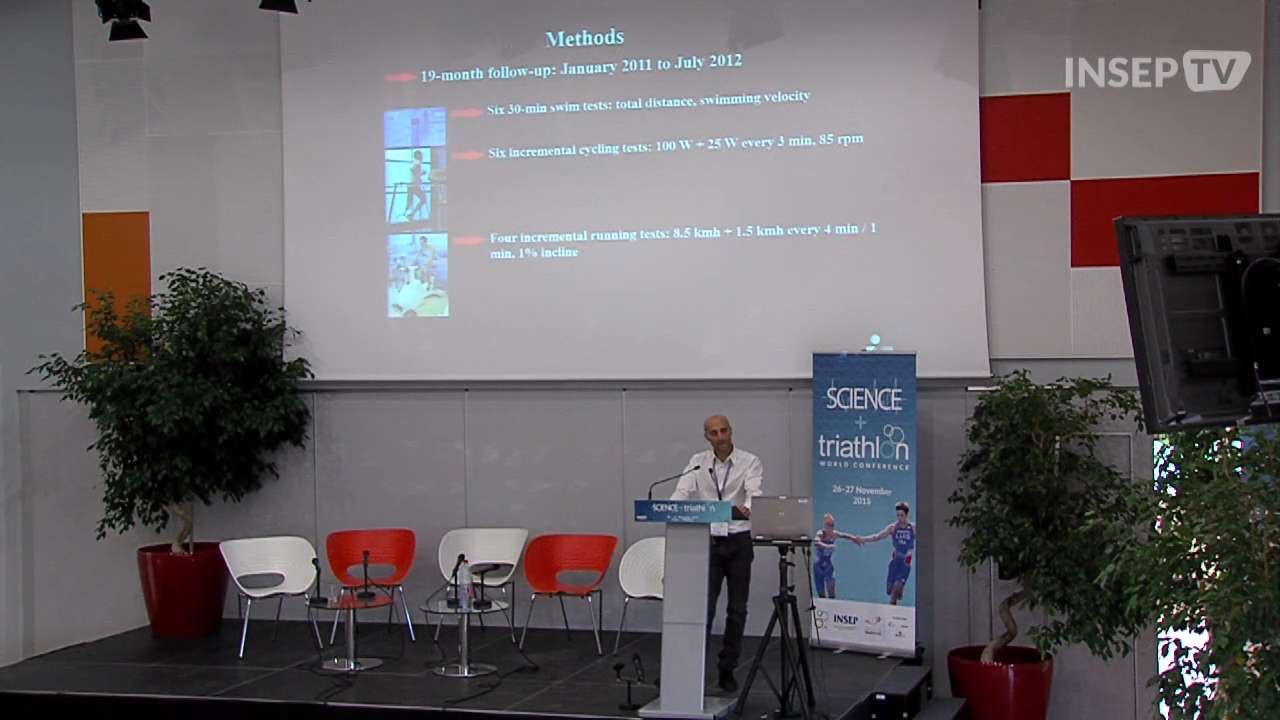 Methods
19-month follow-up: January 2011 to July 2012
Six 30-min swim tests: total distance, swimming velocity
Six incremental cycling tests: 100 W + 25 W every 3 min, 85 rpm
Four incremental running tests: 8.5 kmh + 1.5 kmh every 4 min / 1
min, 1% incline
INSEP TV
SCIENCE
+
triathlon
WORLD CONFERENCE
26-27 November
2015
LUIS
INSEP
SCIENCE + triathlon